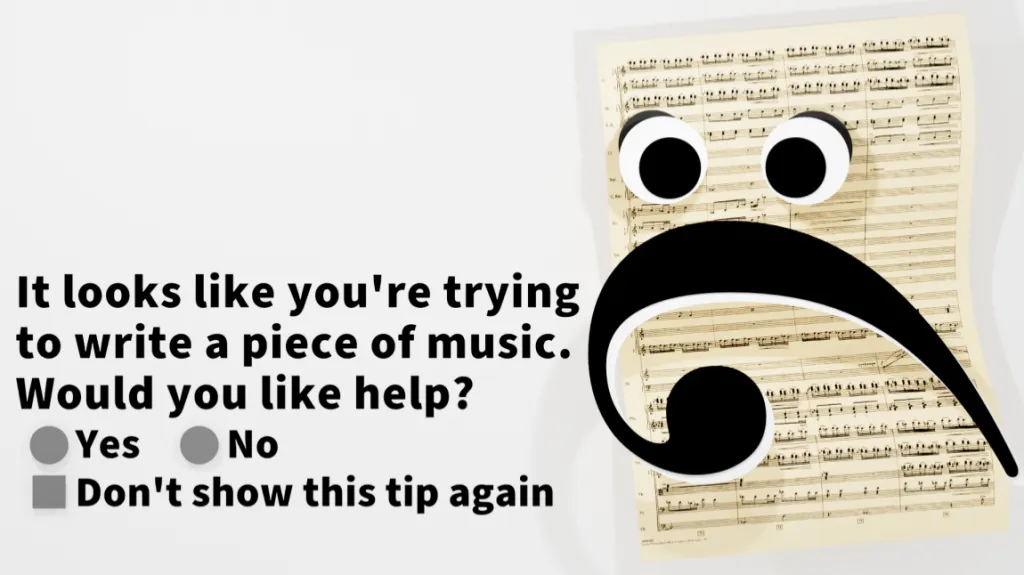 It looks like you're trying
to write a piece of music.
Would you like help?
Yes No
Don't show this tip again